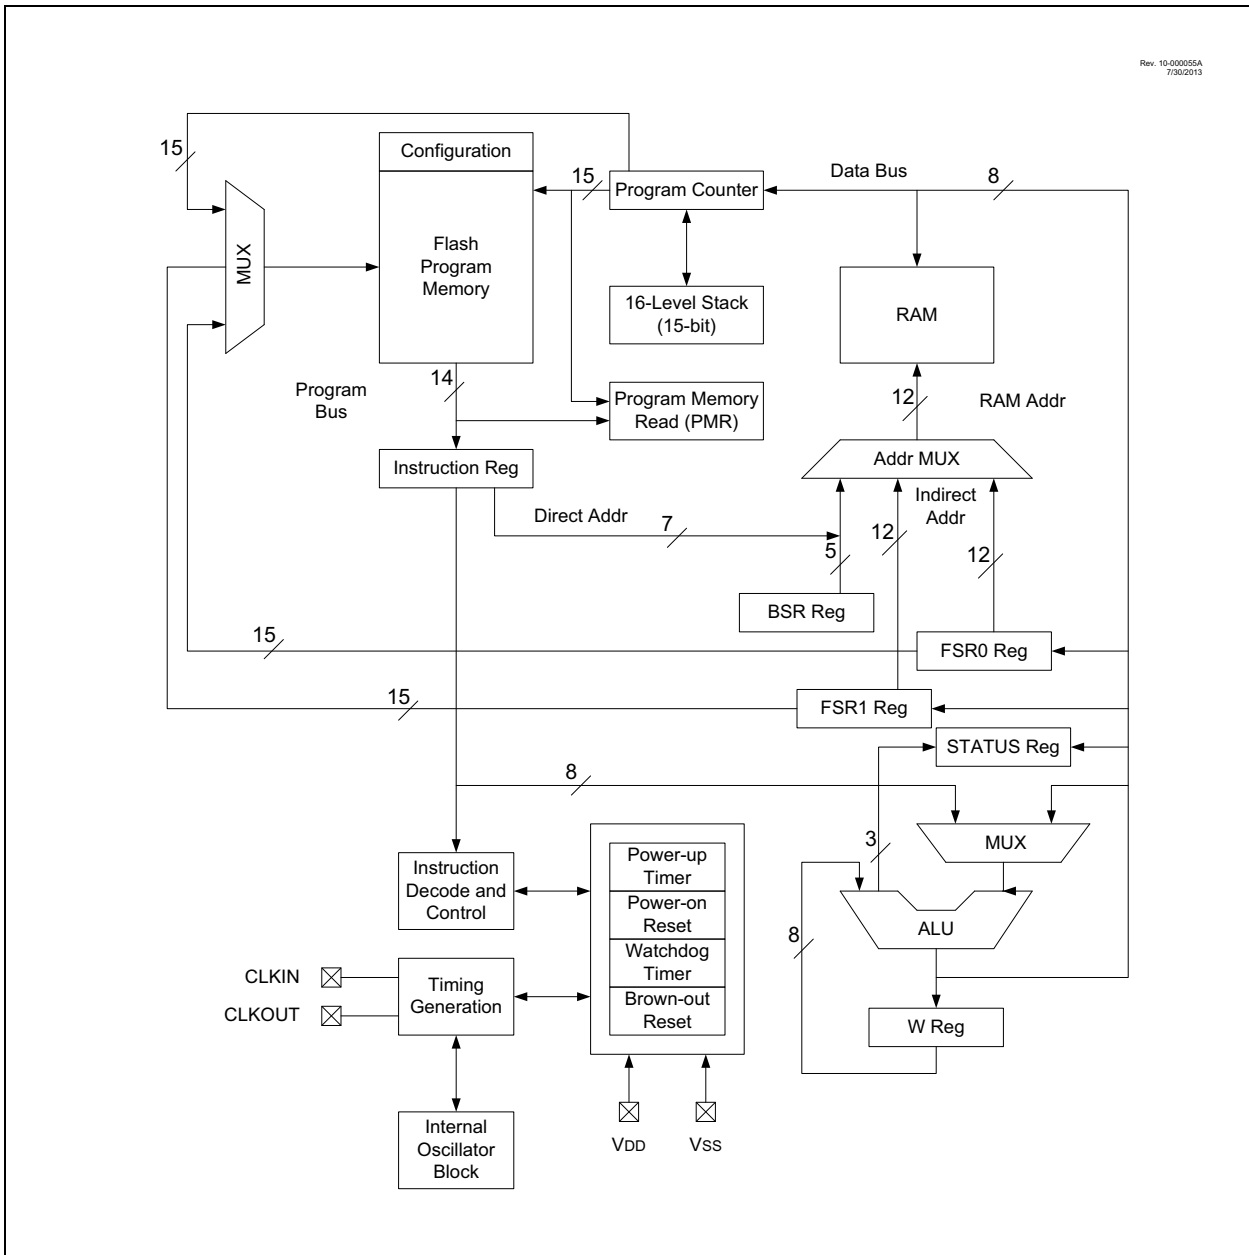 Rev. 10-000055A
7/30/2013
15
Configuration
15
Program Counter
Data Bus
8
MUX
Flash
Program
Memory
16-Level Stack
(15-bit)
RAM
Program
Bus
14
Program Memory
Read (PMR)
12
RAM Addr
Instruction Reg
Addr MUX
Direct Addr
7
Indirect
Addr
12
5
12
BSR Reg
15
FSR0 Reg
15
FSR1 Reg
STATUS Reg
8
3
MUX
Instruction
Decode and
Control
Power-up
Timer
Power-on
Reset
Watchdog
Timer
Brown-out
Reset
ALU
8
CLKIN
CLKOUT
Timing
Generation
W Reg
Internal
Oscillator
Block
VDD
VSS